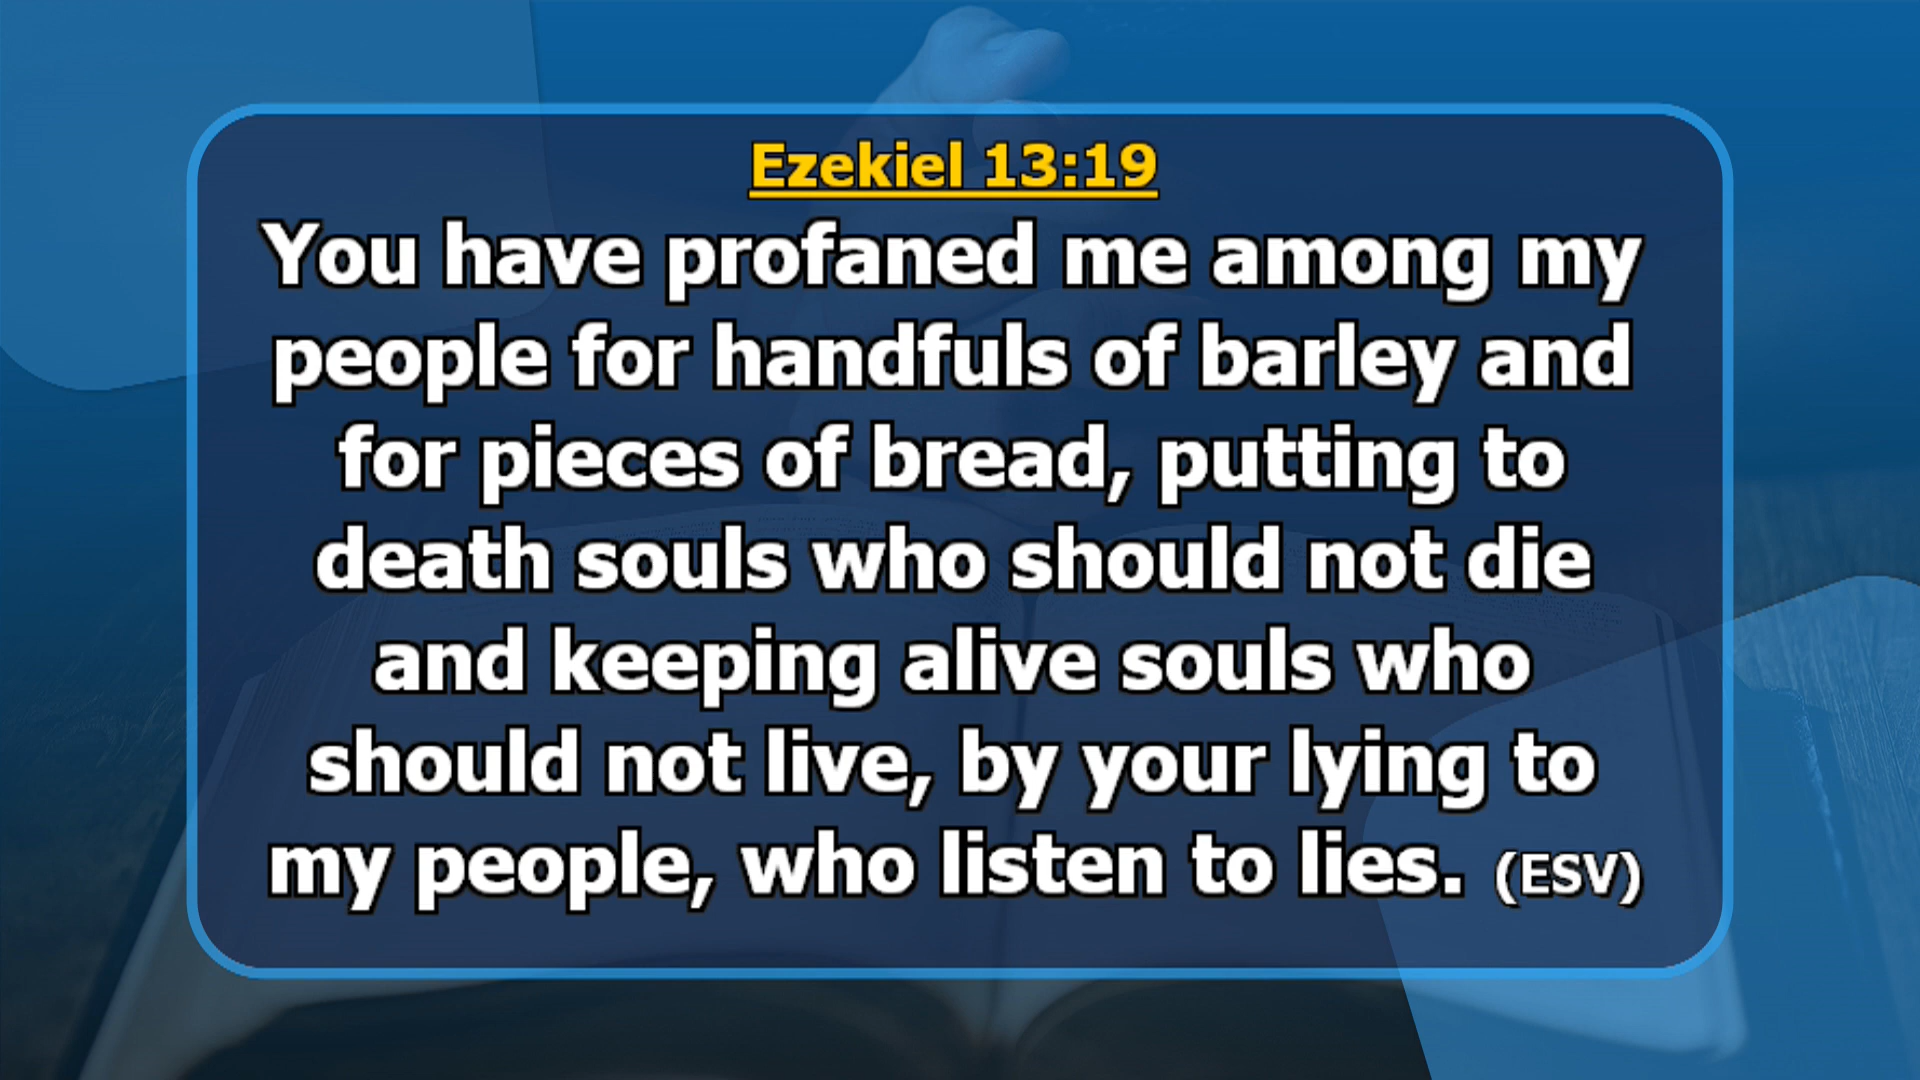 Ezekiel 13:19
You have profaned me among my
people for handfuls of barley and
for pieces of bread, putting to
death souls who should not die
and keeping alive souls who
should not live, by your lying to
my people, who listen to lies. (ESV)